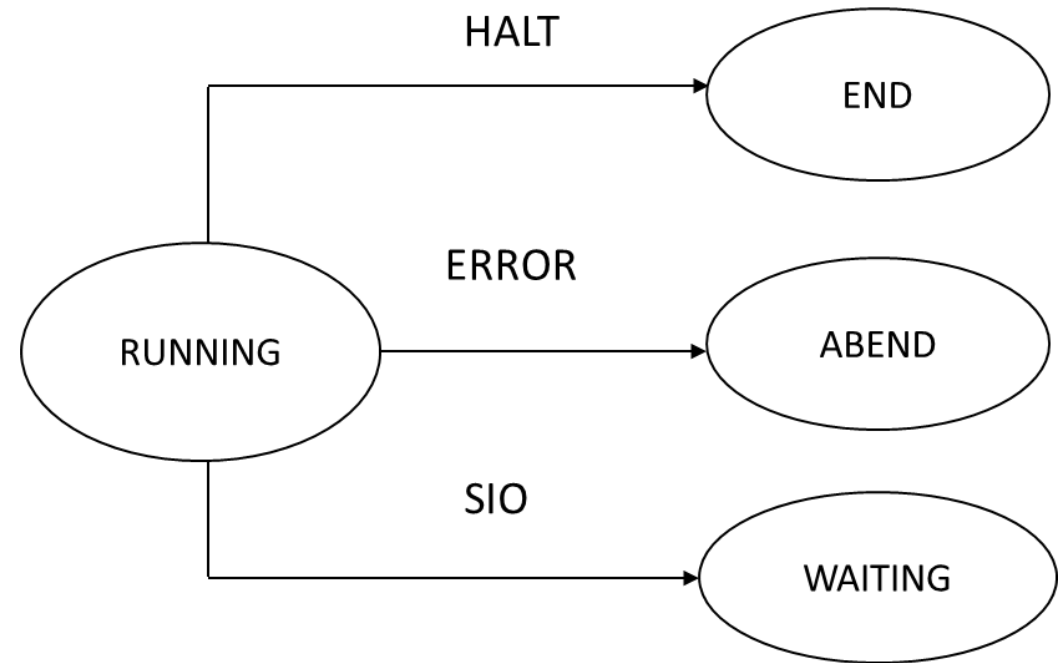 HALT
END
ERROR
RUNNING
ABEND
SIO
WAITING